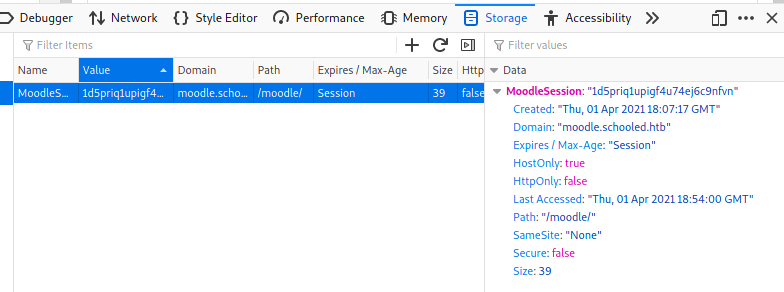 Debugger Network Style Editor Performance Memory Storage Accessibility
Filter Items Filter values
Name Value Domain Path Expires / Max-Age Size Http
MoodleS... 1d5priq1upigf4... moodle.scho... /moodle/ Session 39 false
Data
MoodleSession: "1d5priq1upigf4u74ej6c9nfvn"
Created: "Thu, 01 Apr 2021 18:07:17 GMT"
Domain: "moodle.schooled.htb"
Expires / Max-Age: "Session"
HostOnly: true
HttpOnly: false
Last Accessed: "Thu, 01 Apr 2021 18:54:00 GMT"
Path: "/moodle/"
SameSite: "None"
Secure: false
Size: 39